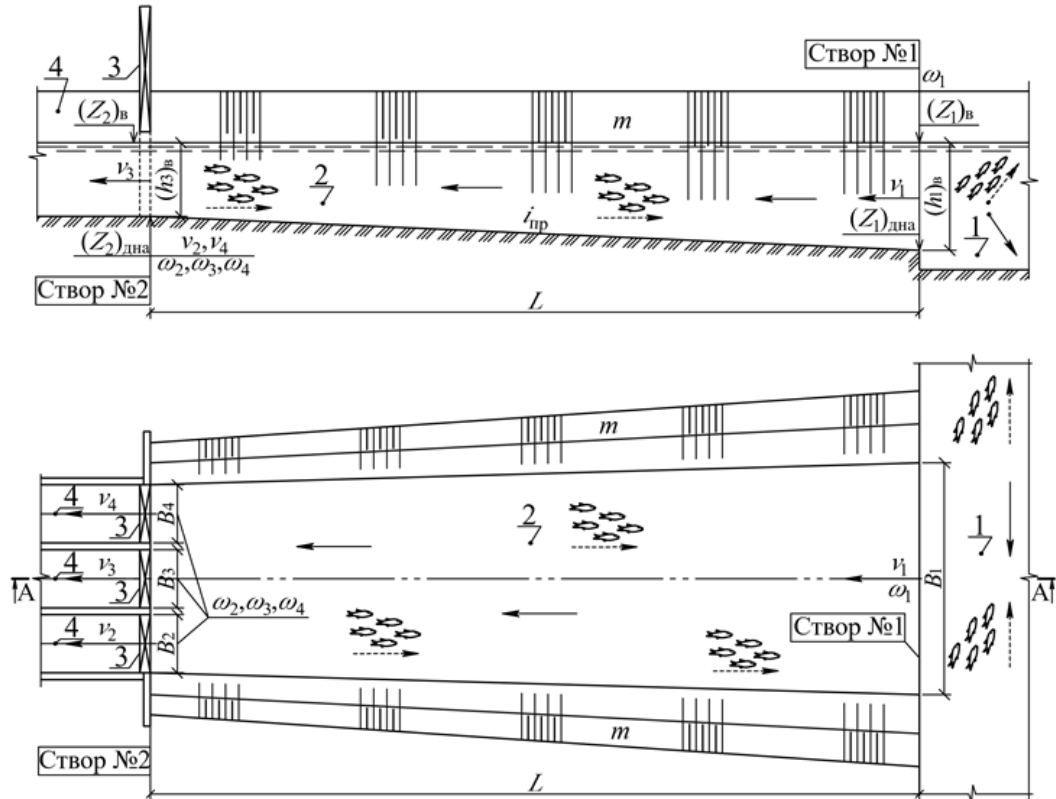 Створ №1
4
3
ω₁
(Z₂)в
(Z₁)в
m
v₃
(h₃)в
2
v₁
(h₁)в
iпр
(Z₁)дна
1
(Z₂)дна
v₂, v₄
ω₂, ω₃, ω₄
Створ №2
L
m
4
v₄
3
B₄
2
1
4
v₃
3
B₃
v₁
B₁
A
A
ω₂, ω₃, ω₄
ω₁
4
v₂
3
B₂
Створ №1
m
Створ №2
L